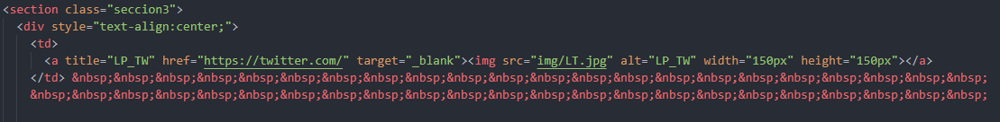 <section class="seccion3">
<div style="text-align:center;">
<td>
<a title="LP_TW" href="https://twitter.com/" target="_blank"><img src="img/LT.jpg" alt="LP_TW" width="150px" height="150px"></a>
</td> &nbsp;&nbsp;&nbsp;&nbsp;&nbsp;&nbsp;&nbsp;&nbsp;&nbsp;&nbsp;&nbsp;&nbsp;&nbsp;&nbsp;&nbsp;&nbsp;&nbsp;&nbsp;&nbsp;&nbsp;&nbsp;&nbsp;
&nbsp;&nbsp;&nbsp;&nbsp;&nbsp;&nbsp;&nbsp;&nbsp;&nbsp;&nbsp;&nbsp;&nbsp;&nbsp;&nbsp;&nbsp;&nbsp;&nbsp;&nbsp;&nbsp;&nbsp;&nbsp;&nbsp;&nbsp;